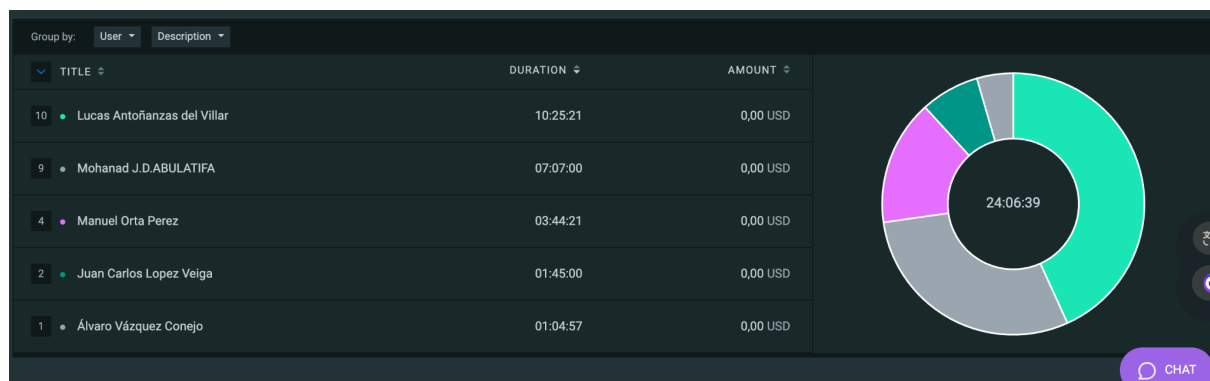 Group by: User Description
TITLE DURATION AMOUNT
10 Lucas Antoñanzas del Villar 10:25:21 0,00 USD
9 Mohanad J.D.ABULATIFA 07:07:00 0,00 USD
4 Manuel Orta Perez 03:44:21 0,00 USD
2 Juan Carlos Lopez Veiga 01:45:00 0,00 USD
1 Álvaro Vázquez Conejo 01:04:57 0,00 USD
24:06:39
CHAT